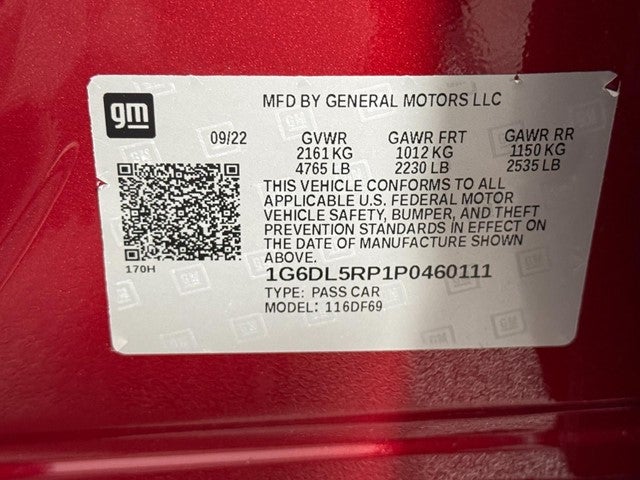 gm
MFD BY GENERAL MOTORS LLC
09/22 GVWR GAWR FRT GAWR RR
2161 KG 1012 KG 1150 KG
4765 LB 2230 LB 2535 LB
THIS VEHICLE CONFORMS TO ALL
APPLICABLE U.S. FEDERAL MOTOR
VEHICLE SAFETY, BUMPER, AND THEFT
PREVENTION STANDARDS IN EFFECT ON
THE DATE OF MANUFACTURE SHOWN
ABOVE.
170H
1G6DL5RP1P0460111
TYPE: PASS CAR
MODEL: 116DF69